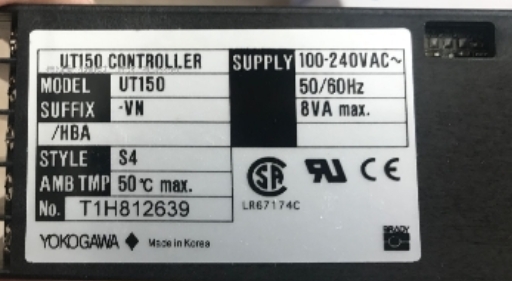 UT150 CONTROLLER
SUPPLY 100-240VAC~
MODEL UT150
50/60Hz
SUFFIX -VN
8VA max.
/HBA
STYLE S4
AMB TMP 50℃ max.
No. T1H812639
LR67174C
YOKOGAWA ◆ Made in Korea
BRADY